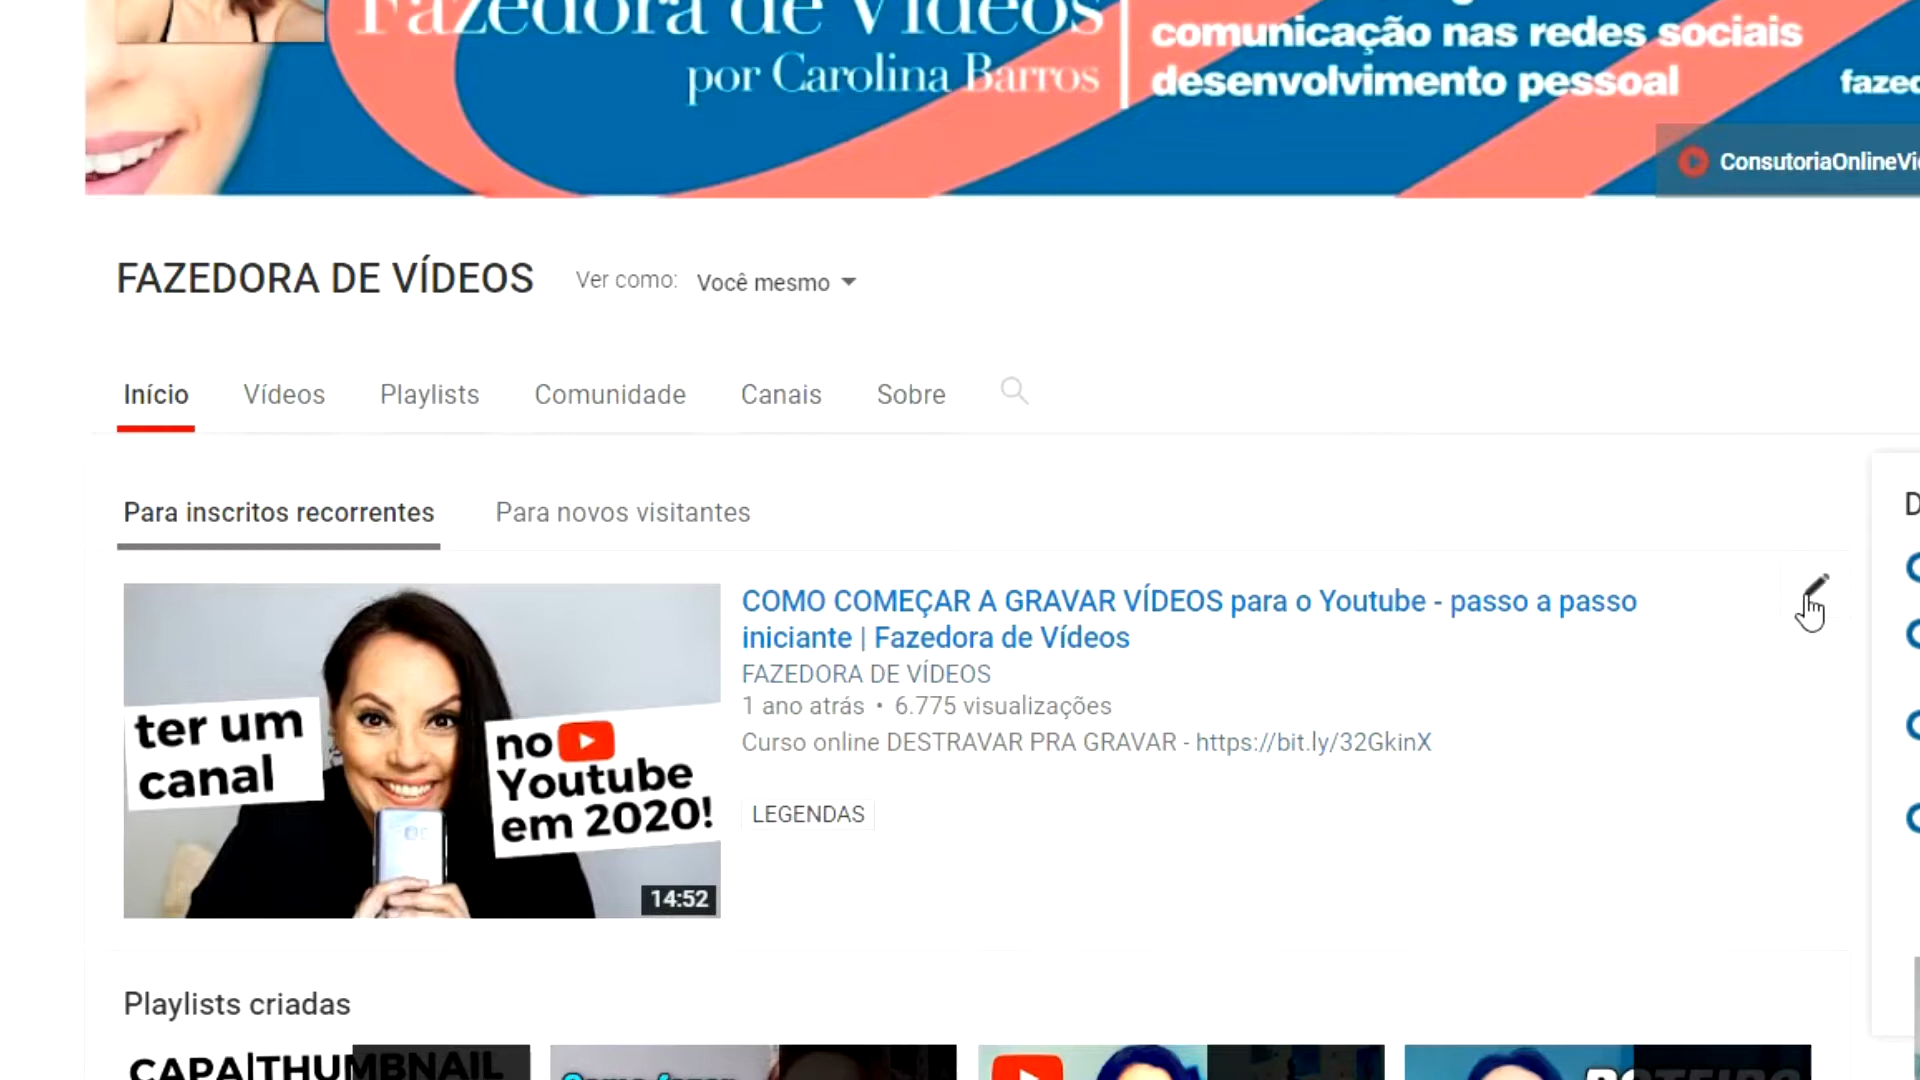 Fazedora de Vídeos
por Carolina Barros
comunicação nas redes sociais
desenvolvimento pessoal
ConsutoriaOnlineVi
FAZEDORA DE VÍDEOS
Ver como: Você mesmo
Início Vídeos Playlists Comunidade Canais Sobre
Para inscritos recorrentes Para novos visitantes
ter um
canal
no
Youtube
em 2020!
14:52
COMO COMEÇAR A GRAVAR VÍDEOS para o Youtube - passo a passo
iniciante | Fazedora de Vídeos
FAZEDORA DE VÍDEOS
1 ano atrás • 6.775 visualizações
Curso online DESTRAVAR PRA GRAVAR - https://bit.ly/32GkinX
LEGENDAS
Playlists criadas
CAPA|THUMBNAIL